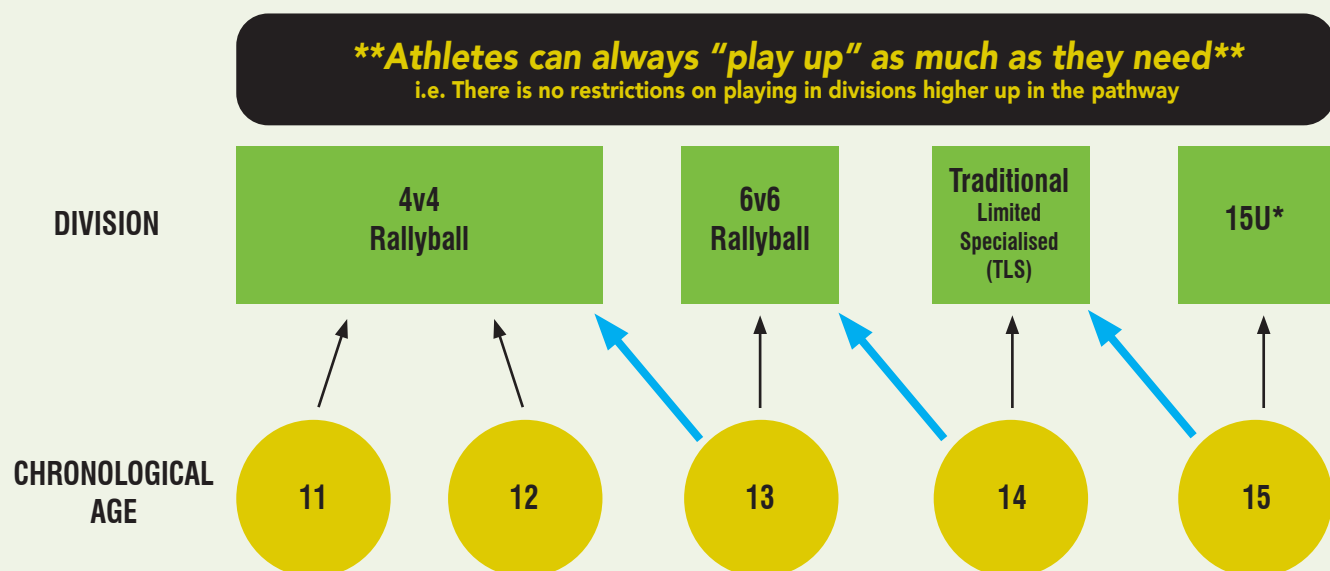 **Athletes can always “play up” as much as they need**
i.e. There is no restrictions on playing in divisions higher up in the pathway
DIVISION
4v4
Rallyball
6v6
Rallyball
Traditional
Limited
Specialised
(TLS)
15U*
CHRONOLOGICAL
AGE
11
12
13
14
15